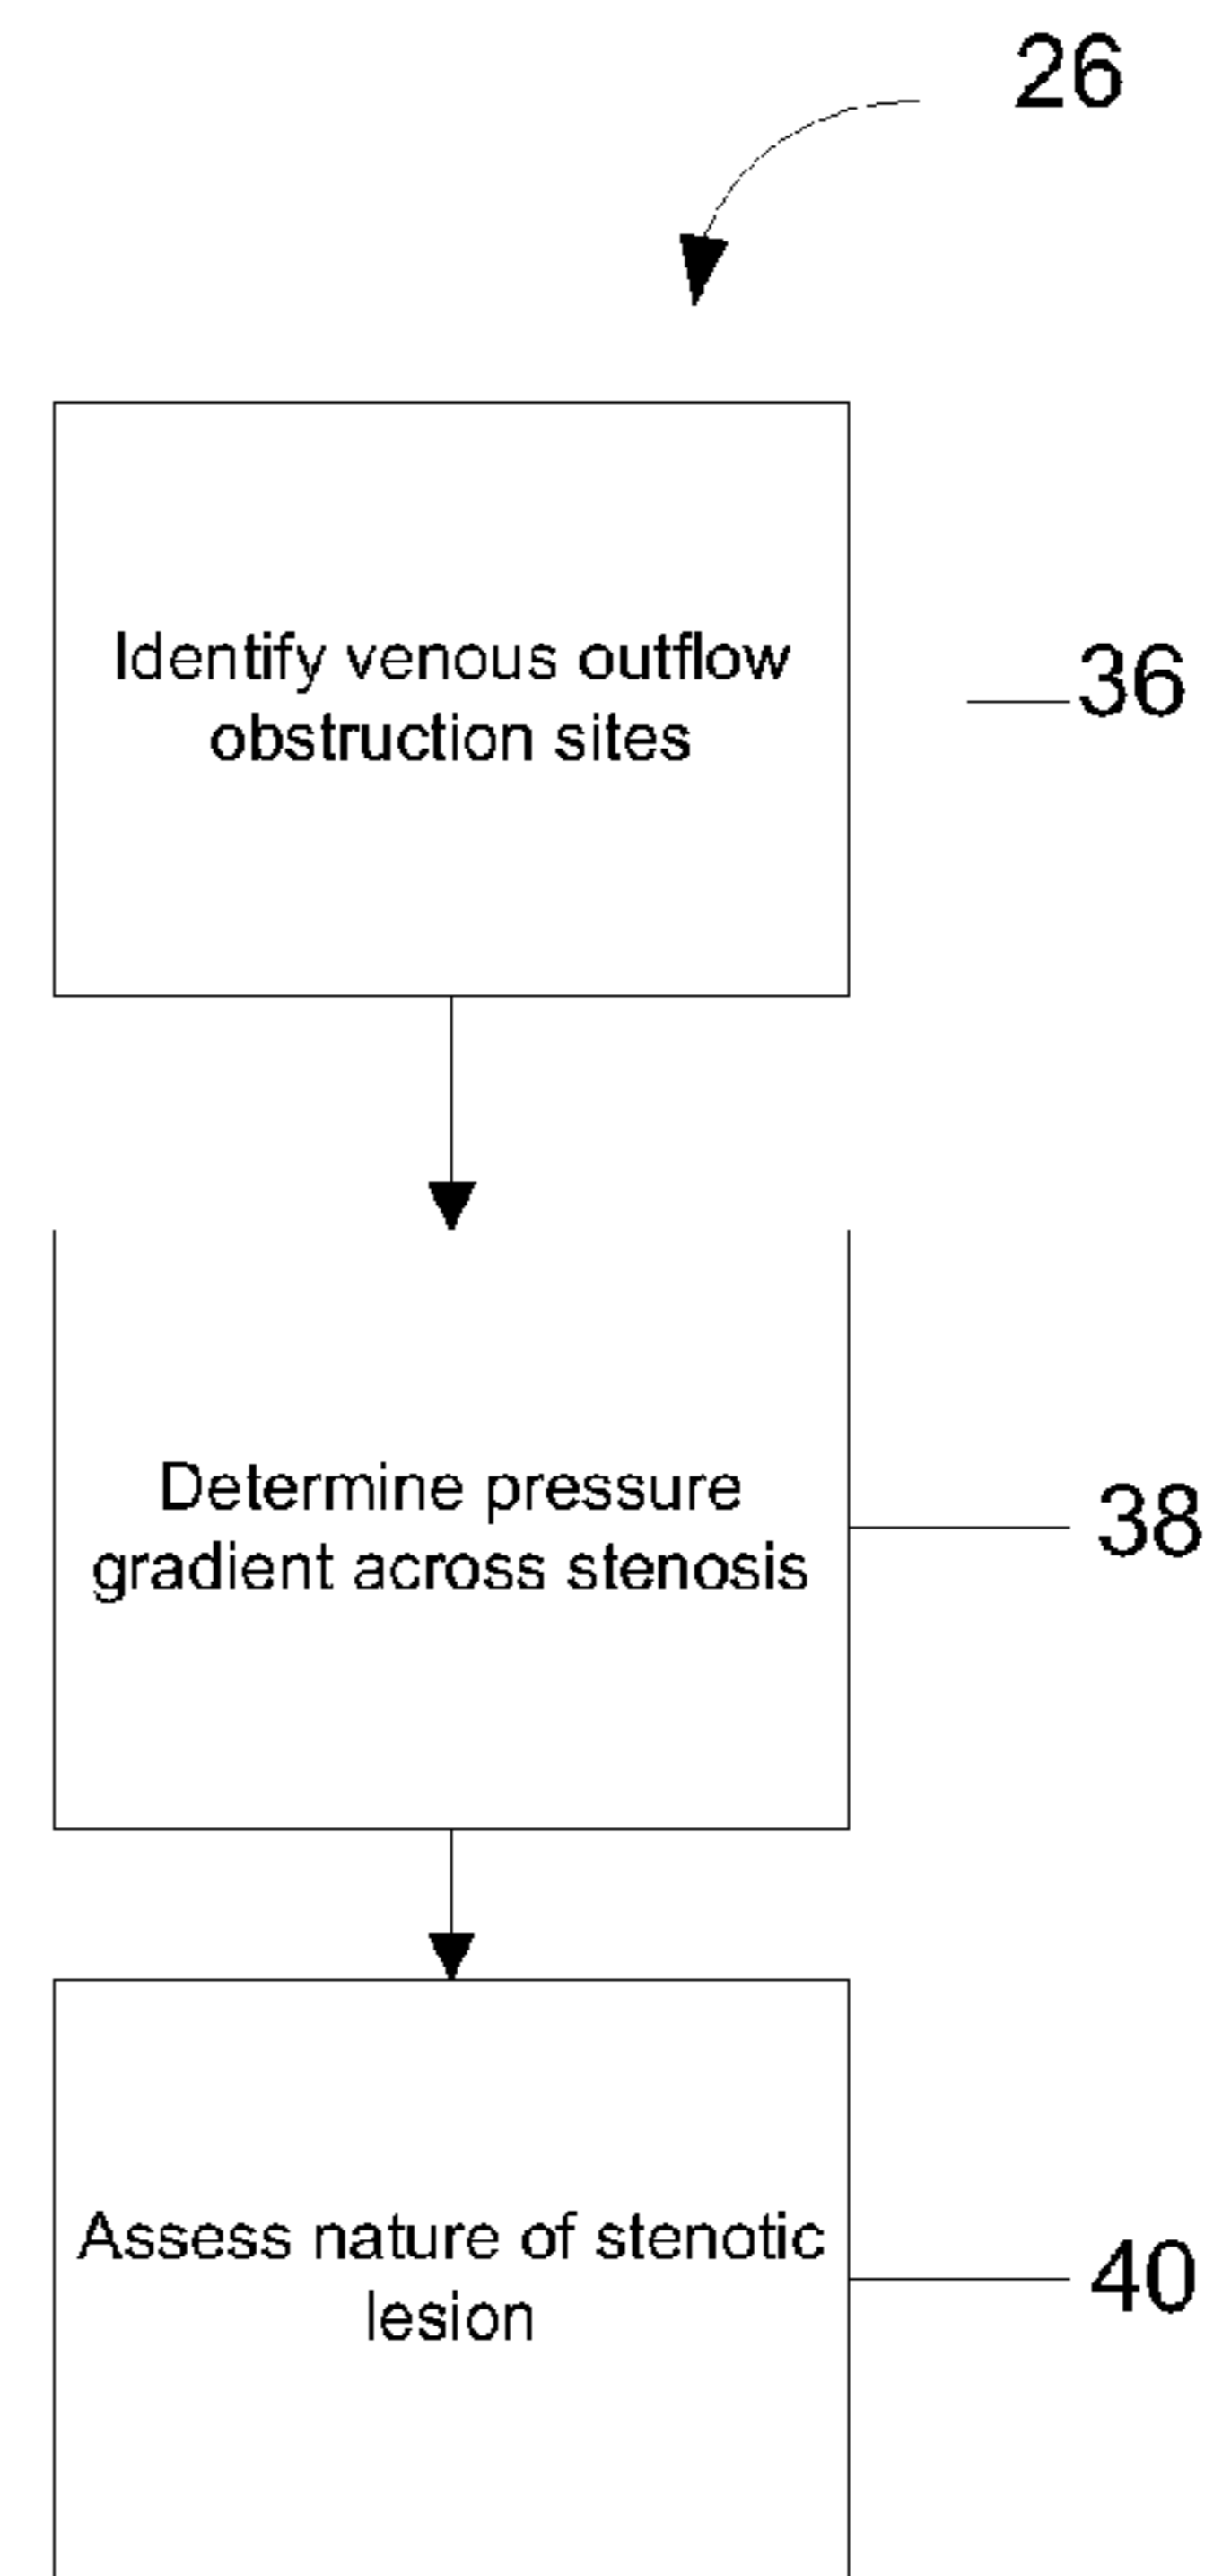 26
Identify venous outflow
obstruction sites
36
Determine pressure
gradient across stenosis
38
Assess nature of stenotic
lesion
40